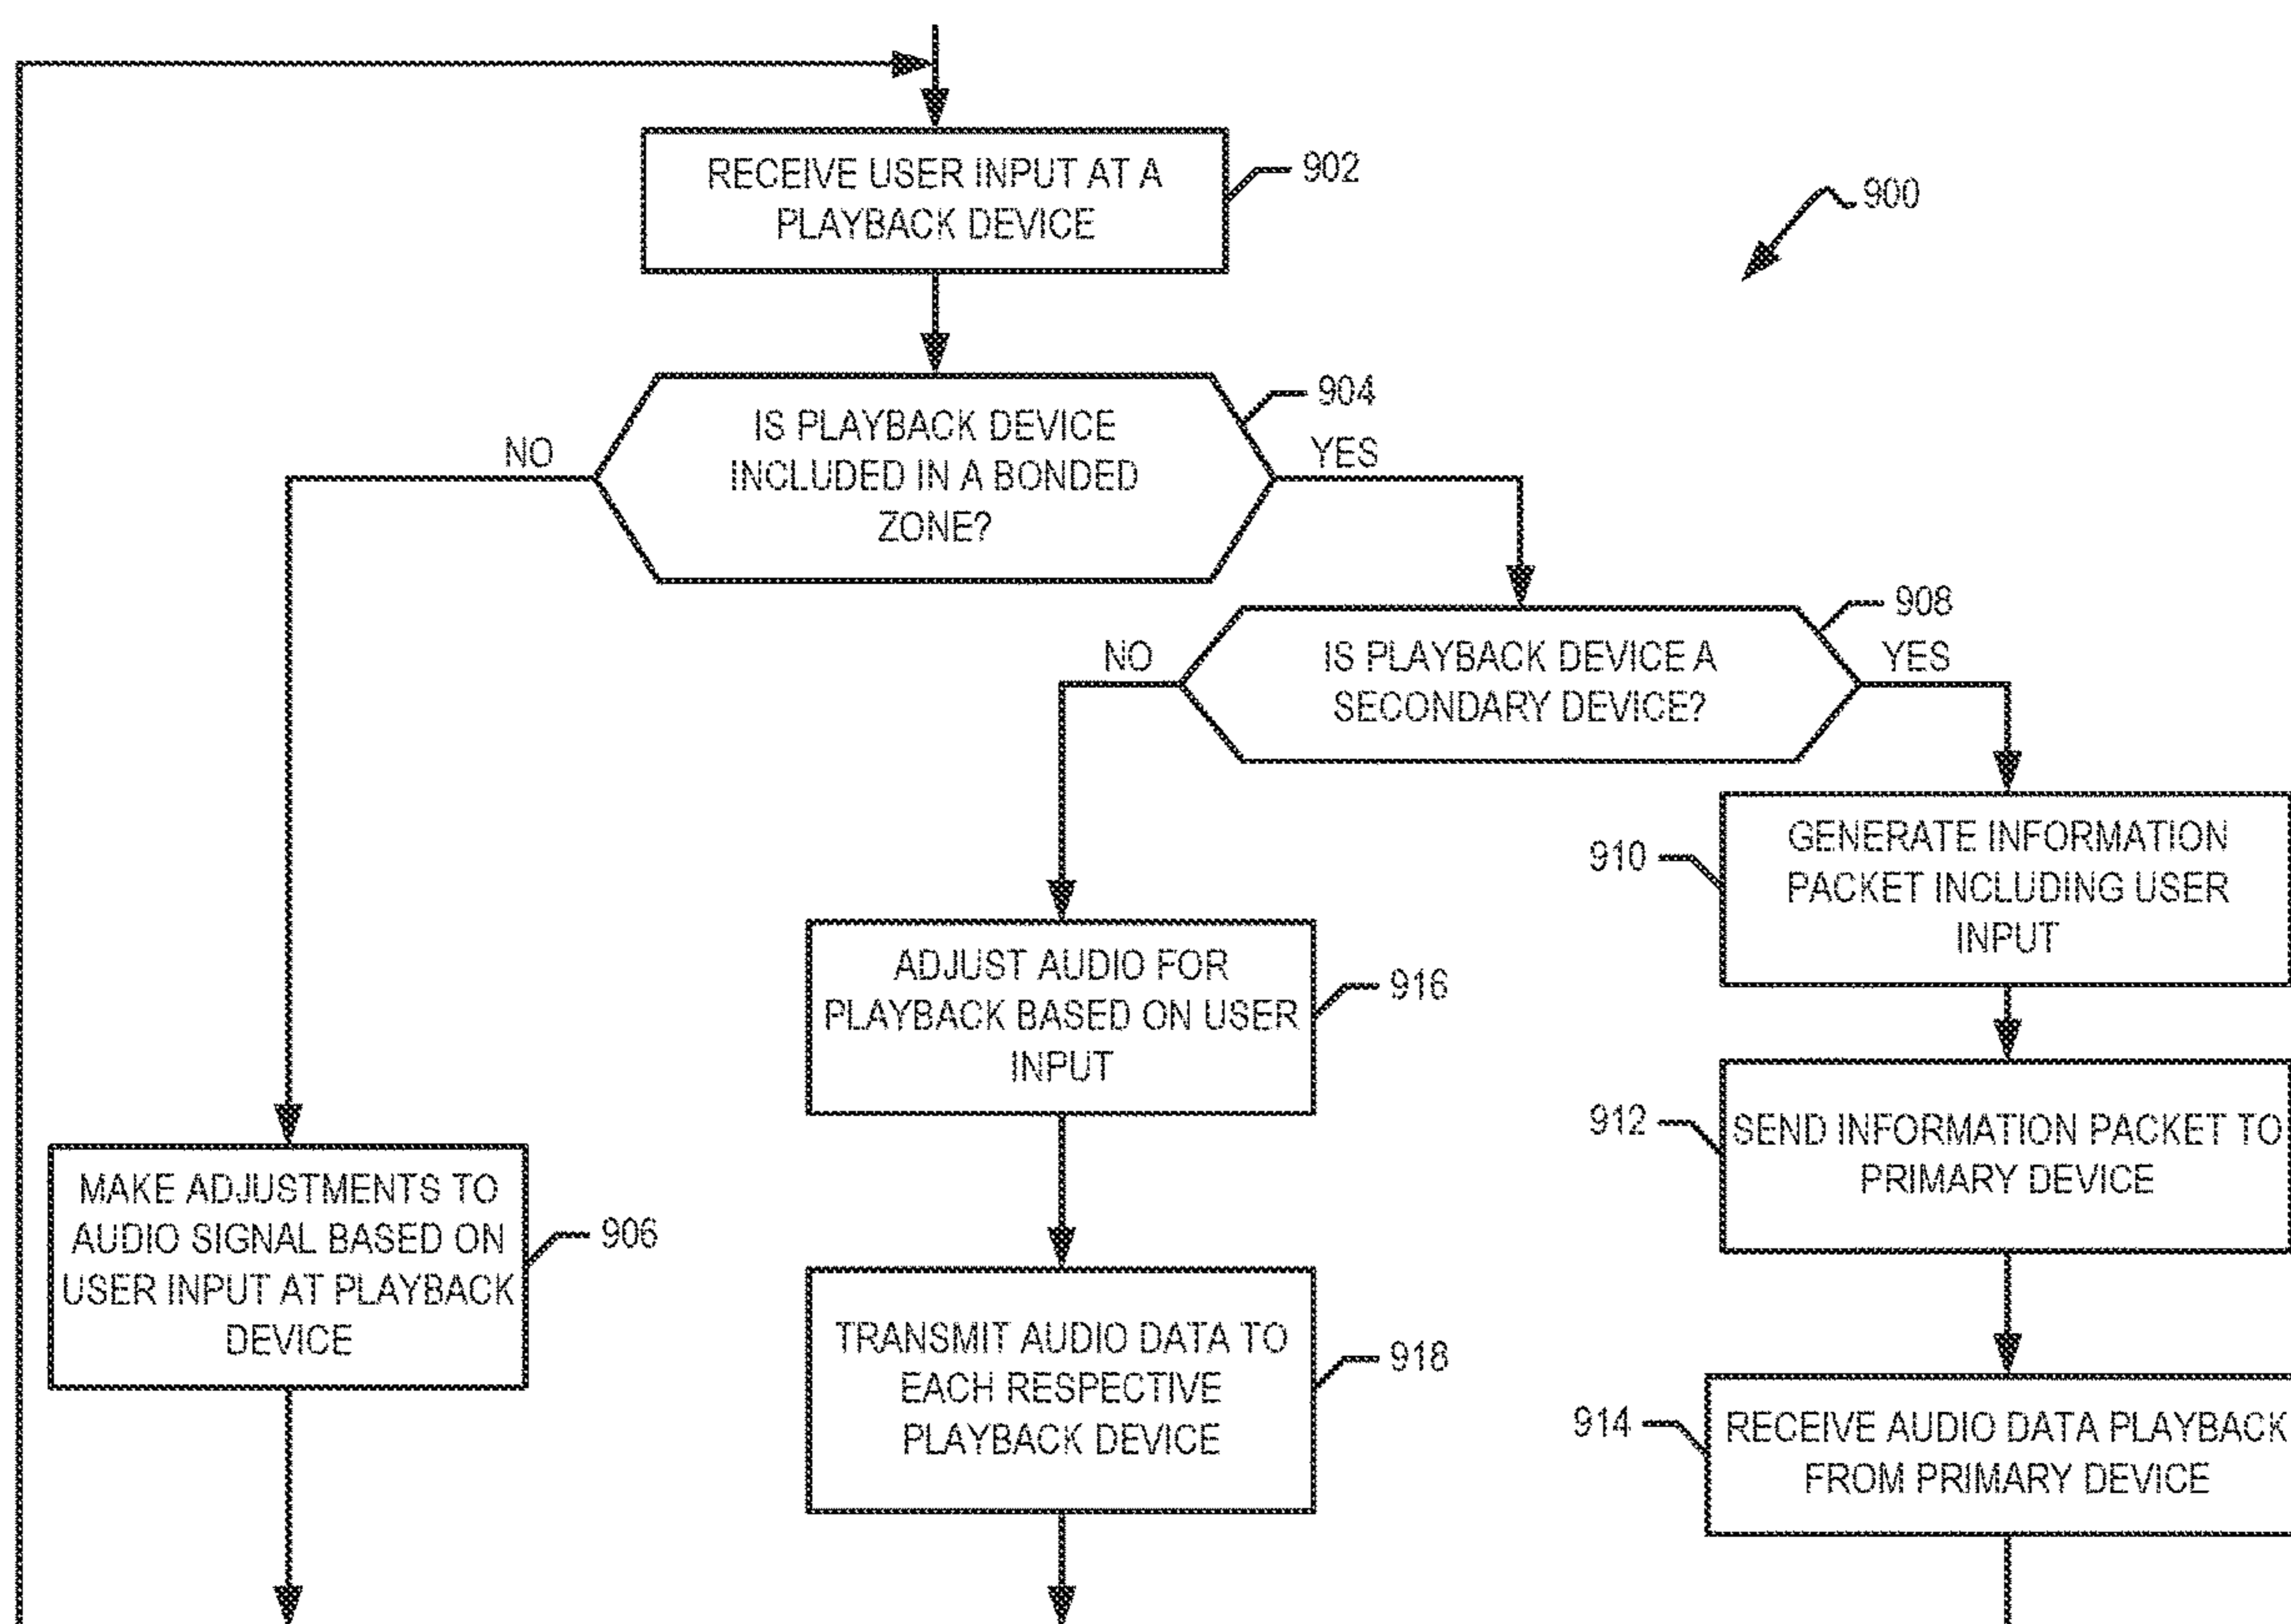 RECEIVE USER INPUT AT A
PLAYBACK DEVICE
902
900
IS PLAYBACK DEVICE
INCLUDED IN A BONDED
ZONE?
904
NO
YES
IS PLAYBACK DEVICE A
SECONDARY DEVICE?
908
NO
YES
GENERATE INFORMATION
PACKET INCLUDING USER
INPUT
910
ADJUST AUDIO FOR
PLAYBACK BASED ON USER
INPUT
916
SEND INFORMATION PACKET TO
PRIMARY DEVICE
912
MAKE ADJUSTMENTS TO
AUDIO SIGNAL BASED ON
USER INPUT AT PLAYBACK
DEVICE
906
TRANSMIT AUDIO DATA TO
EACH RESPECTIVE
PLAYBACK DEVICE
918
RECEIVE AUDIO DATA PLAYBACK
FROM PRIMARY DEVICE
914